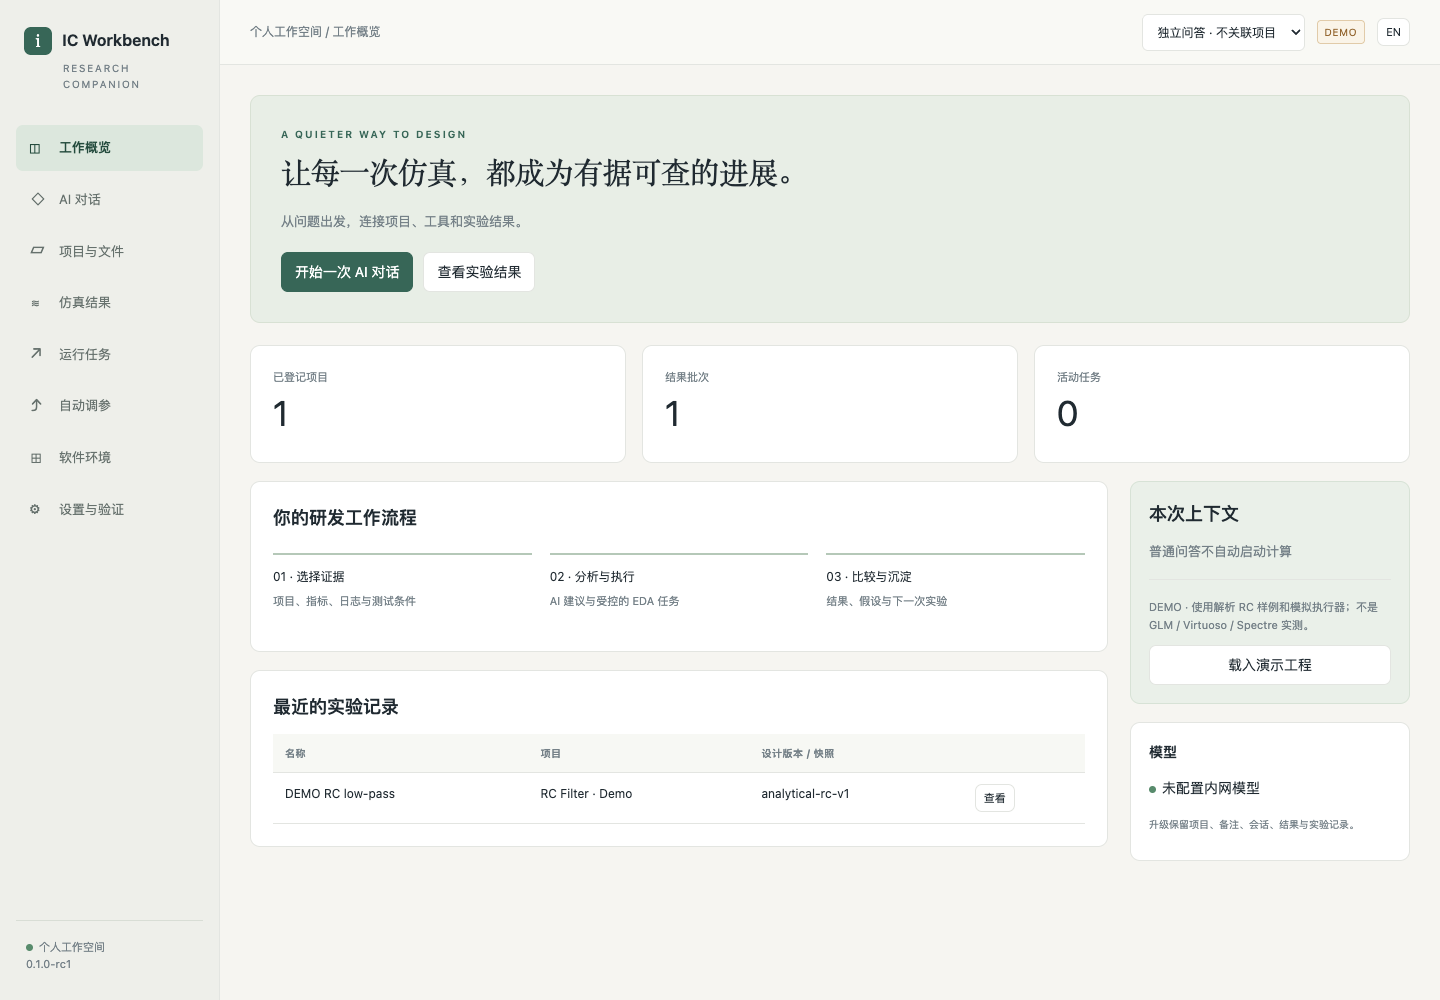 i IC Workbench
RESEARCH
COMPANION
工作概览
AI 对话
项目与文件
仿真结果
运行任务
自动调参
软件环境
设置与验证
个人工作空间
0.1.0-rc1
个人工作空间 / 工作概览
独立问答 · 不关联项目
DEMO
EN
A QUIETER WAY TO DESIGN
让每一次仿真，都成为有据可查的进展。
从问题出发，连接项目、工具和实验结果。
开始一次 AI 对话
查看实验结果
已登记项目
1
结果批次
1
活动任务
0
你的研发工作流程
01 · 选择证据
项目、指标、日志与测试条件
02 · 分析与执行
AI 建议与受控的 EDA 任务
03 · 比较与沉淀
结果、假设与下一次实验
最近的实验记录
名称 项目 设计版本 / 快照
DEMO RC low-pass RC Filter · Demo analytical-rc-v1 查看
本次上下文
普通问答不自动启动计算
DEMO · 使用解析 RC 样例和模拟执行器；不是
GLM / Virtuoso / Spectre 实测。
载入演示工程
模型
未配置内网模型
升级保留项目、备注、会话、结果与实验记录。